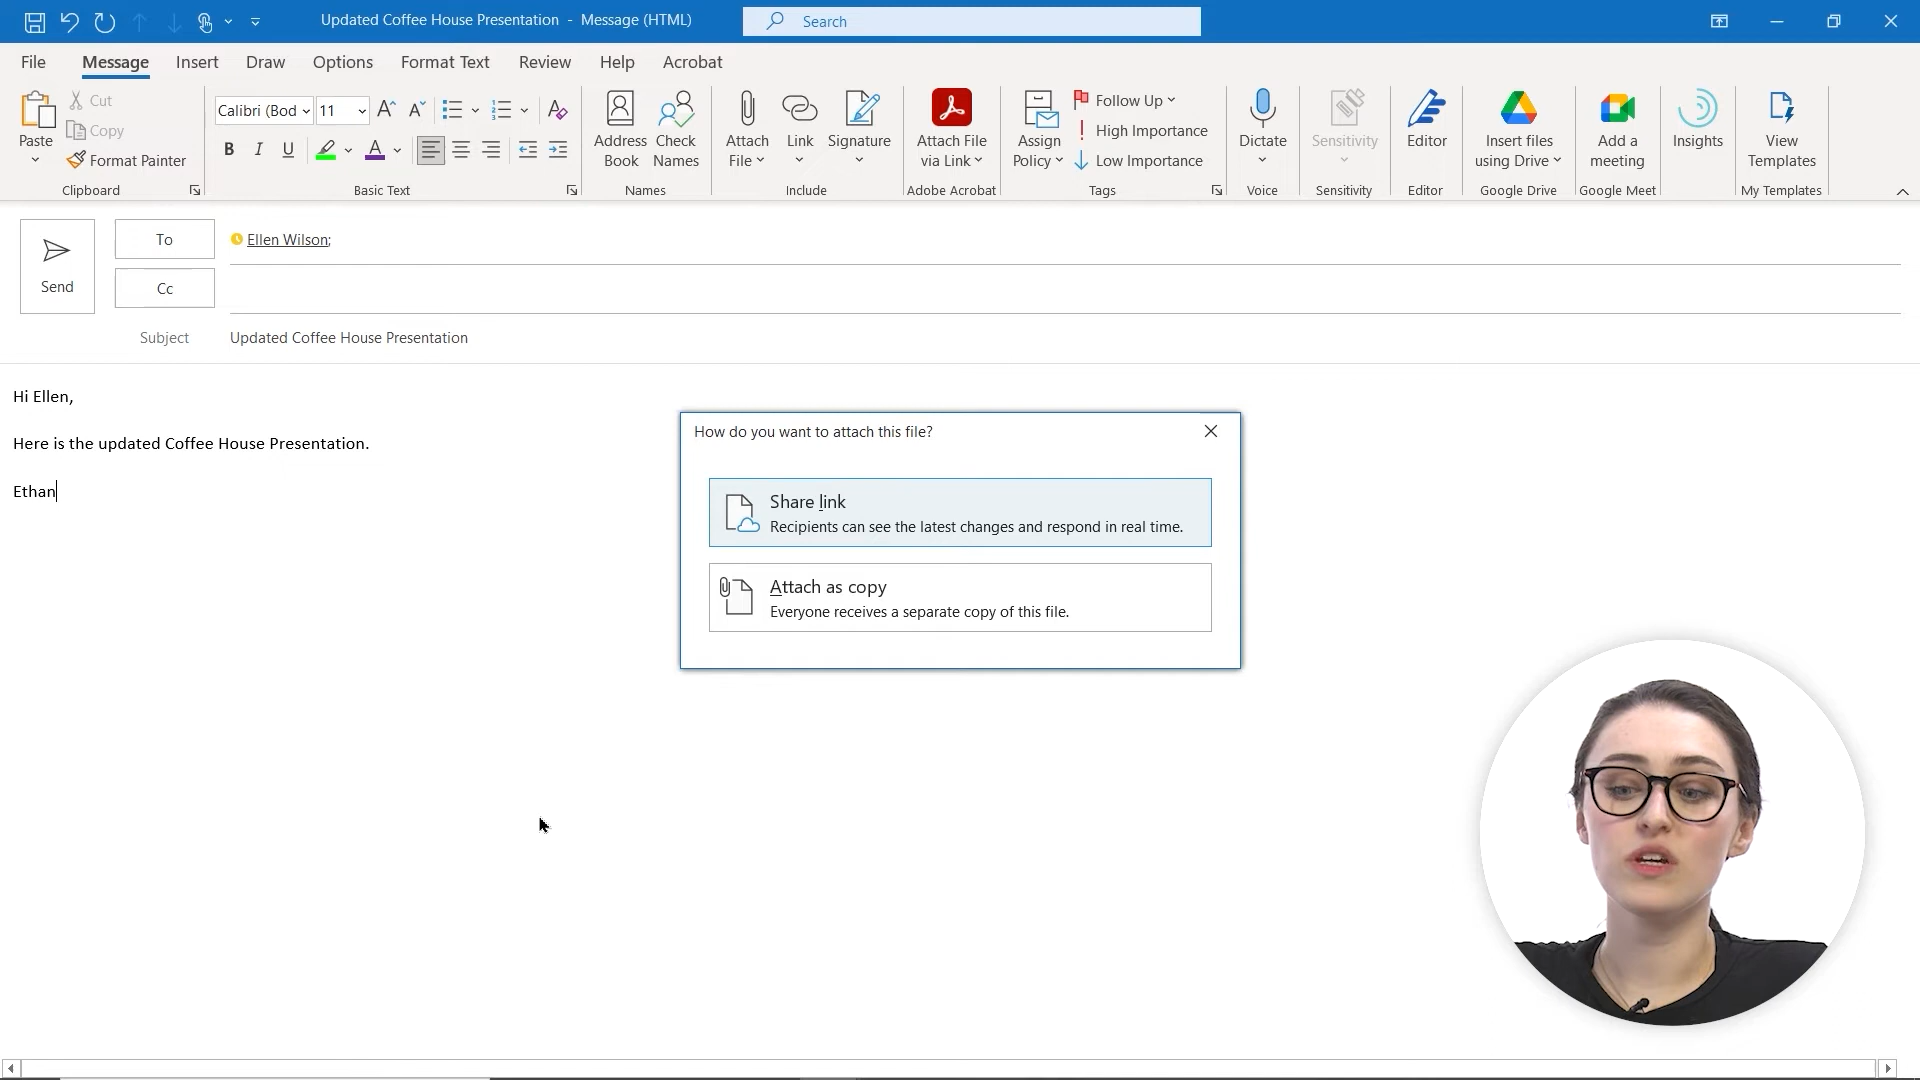 Updated Coffee House Presentation - Message (HTML)
Search
File Message Insert Draw Options Format Text Review Help Acrobat
Paste
Cut
Copy
Format Painter
Clipboard
Calibri (Bod 11
B I U
A
Basic Text
Address Book
Check Names
Names
Attach File
Link
Signature
Include
Attach File via Link
Adobe Acrobat
Assign Policy
Follow Up
High Importance
Low Importance
Tags
Dictate
Voice
Sensitivity
Sensitivity
Editor
Editor
Insert files using Drive
Google Drive
Add a meeting
Google Meet
Insights
View Templates
My Templates
Send
To
Ellen Wilson;
Cc
Subject
Updated Coffee House Presentation
Hi Ellen,
Here is the updated Coffee House Presentation.
Ethan
How do you want to attach this file?
Share link
Recipients can see the latest changes and respond in real time.
Attach as copy
Everyone receives a separate copy of this file.